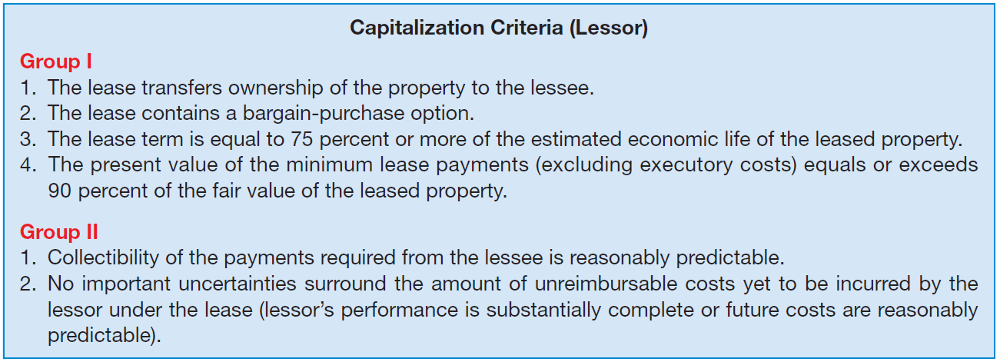 Capitalization Criteria (Lessor)
Group I
1. The lease transfers ownership of the property to the lessee.
2. The lease contains a bargain-purchase option.
3. The lease term is equal to 75 percent or more of the estimated economic life of the leased property.
4. The present value of the minimum lease payments (excluding executory costs) equals or exceeds
90 percent of the fair value of the leased property.
Group II
1. Collectibility of the payments required from the lessee is reasonably predictable.
2. No important uncertainties surround the amount of unreimbursable costs yet to be incurred by the
lessor under the lease (lessor's performance is substantially complete or future costs are reasonably
predictable).